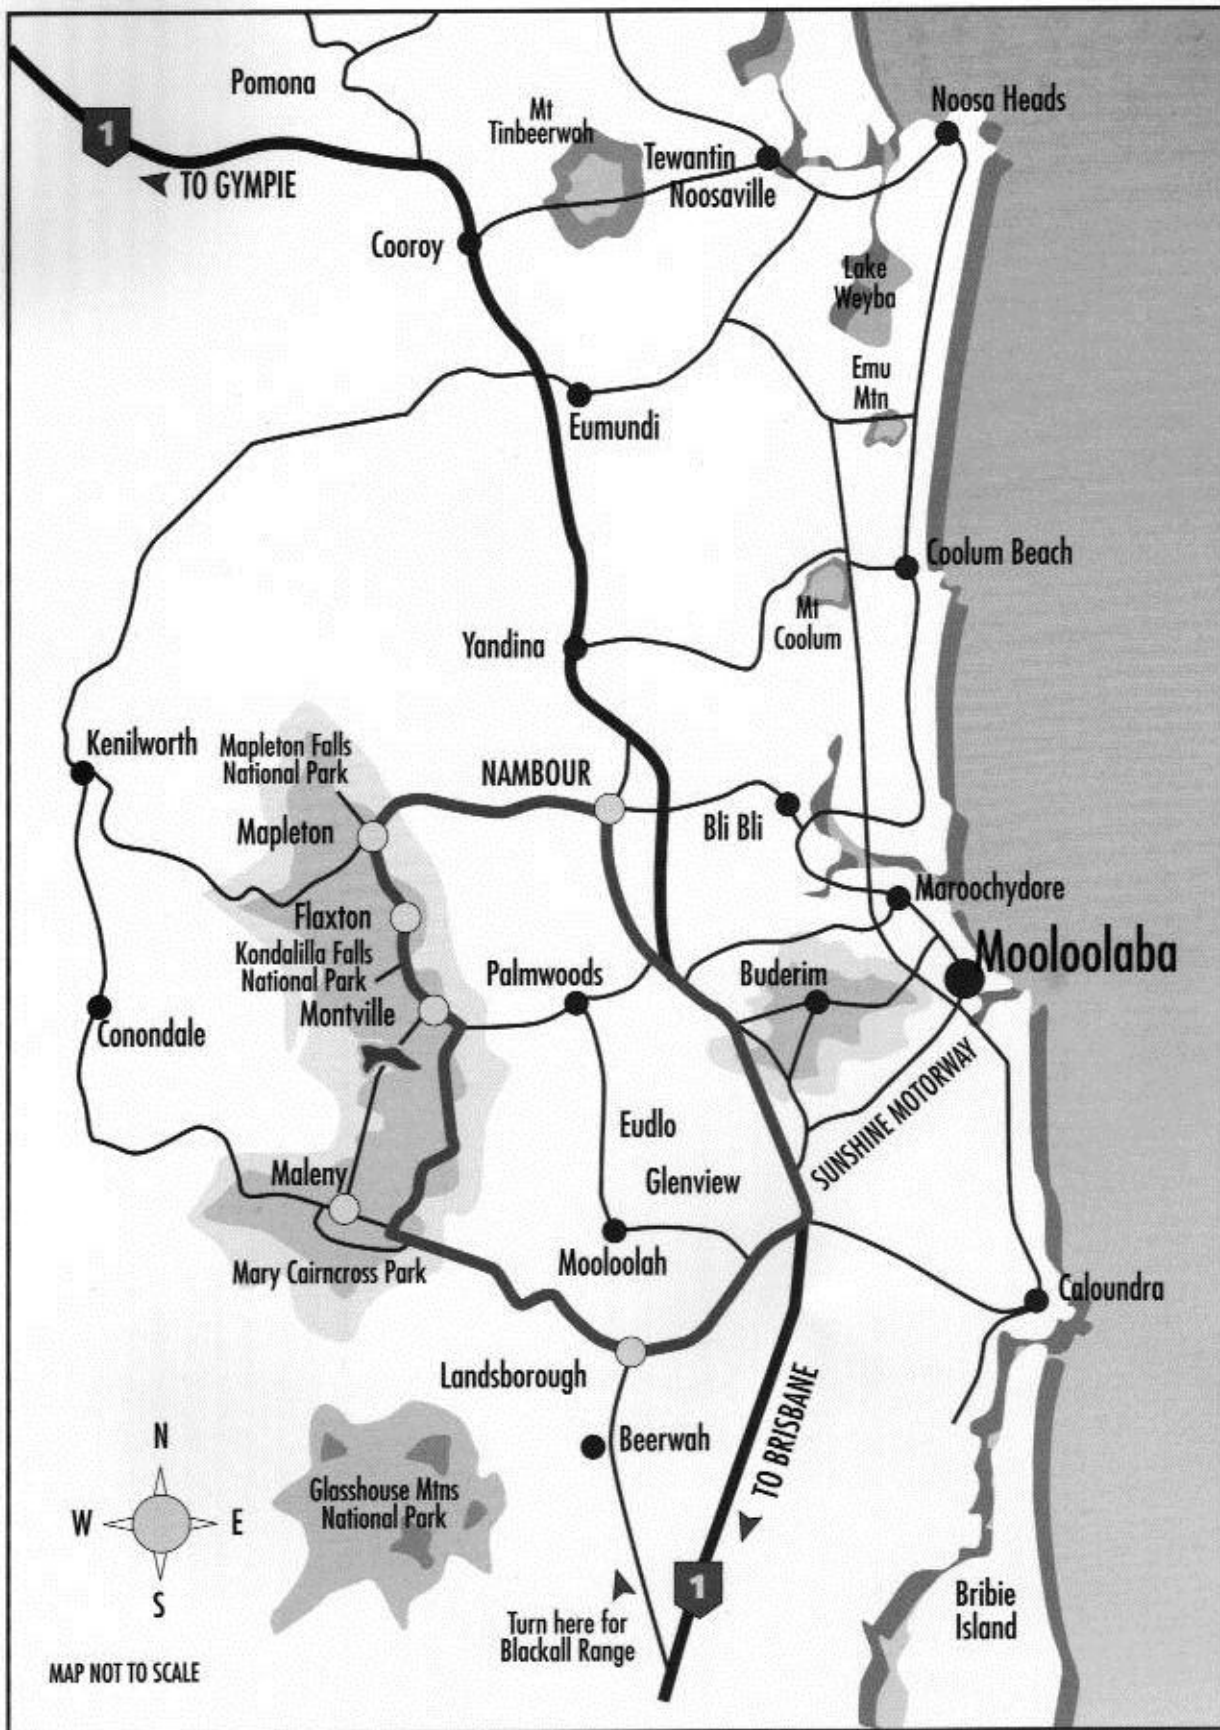 Pomona
1
TO GYMPIE
Mt
Tinbeerwah
Noosa Heads
Tewantin
Noosaville
Cooroy
Lake
Weyba
Emu
Mtn
Eumundi
Coolum Beach
Mt
Coolum
Yandina
Kenilworth
Mapleton Falls
National Park
NAMBOUR
Mapleton
Bli Bli
Flaxton
Maroochydore
Kondalilla Falls
National Park
Palmwoods
Buderim
Mooloolaba
Montville
Conondale
Eudlo
SUNSHINE MOTORWAY
Maleny
Glenview
Mary Cairncross Park
Mooloolah
Caloundra
Landsborough
Beerwah
TO BRISBANE
N
W
E
S
Glasshouse Mtns
National Park
1
Turn here for
Blackall Range
Bribie
Island
MAP NOT TO SCALE